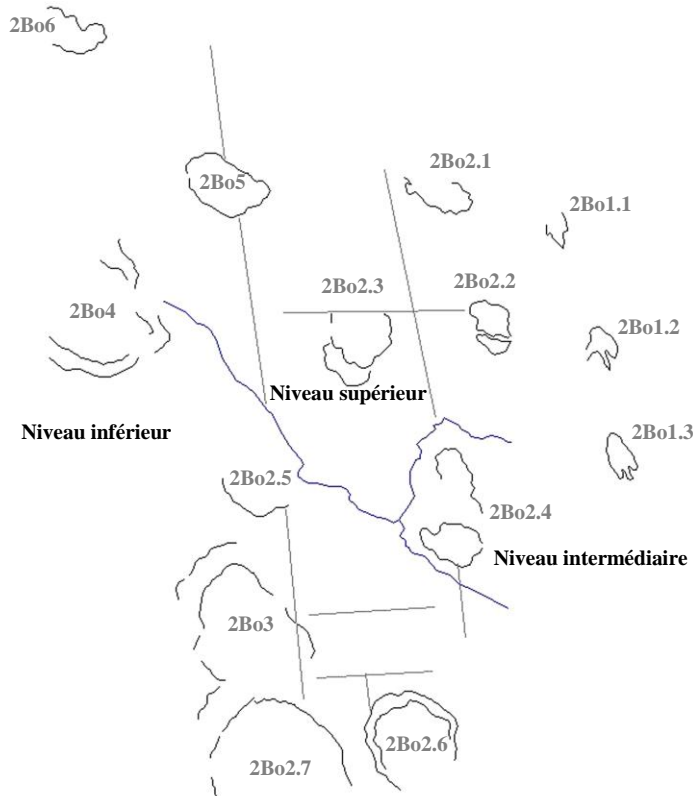 2Bo6
2Bo2.1
2Bo5
2Bo1.1
2Bo2.3
2Bo2.2
2Bo4
2Bo1.2
Niveau supérieur
Niveau inférieur
2Bo1.3
2Bo2.5
2Bo2.4
Niveau intermédiaire
2Bo3
2Bo2.6
2Bo2.7